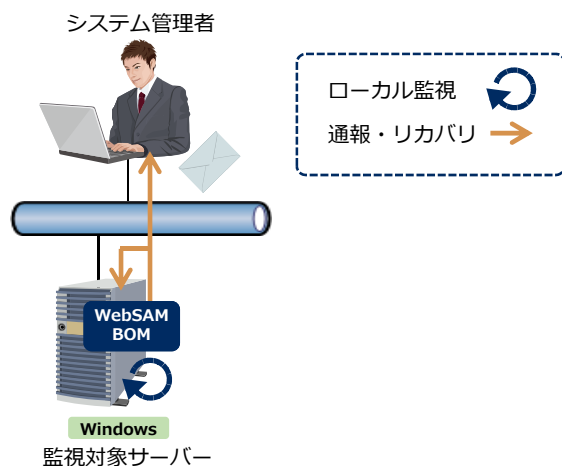 システム管理者
ローカル監視
通報・リカバリ
WebSAM
BOM
Windows
監視対象サーバー